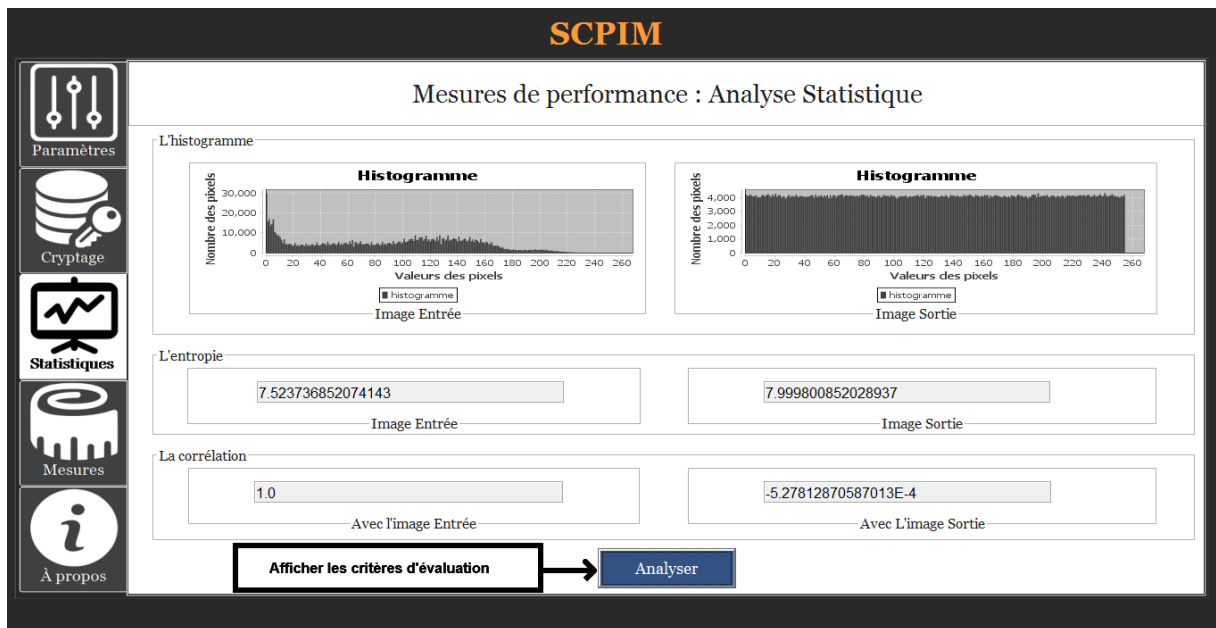 SCPIM
Paramètres
Cryptage
Statistiques
Mesures
À propos
Mesures de performance : Analyse Statistique
L'histogramme
Histogramme
Nombre des pixels
30,000
20,000
10,000
0
0 20 40 60 80 100 120 140 160 180 200 220 240 260
Valeurs des pixels
histogramme
Image Entrée
Histogramme
Nombre des pixels
4,000
3,000
2,000
1,000
0
0 20 40 60 80 100 120 140 160 180 200 220 240 260
Valeurs des pixels
histogramme
Image Sortie
L'entropie
7.523736852074143
Image Entrée
7.999800852028937
Image Sortie
La corrélation
1.0
Avec l'image Entrée
-5.27812870587013E-4
Avec L'image Sortie
Afficher les critères d'évaluation
Analyser